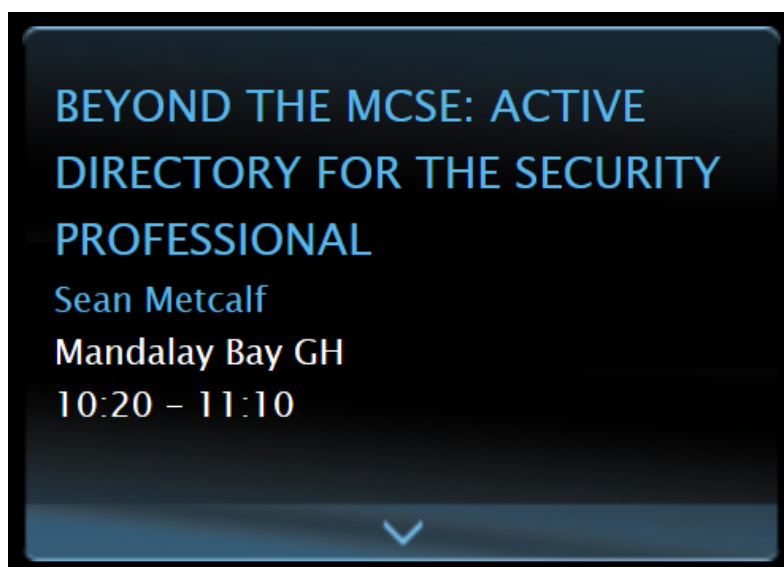 BEYOND THE MCSE: ACTIVE
DIRECTORY FOR THE SECURITY
PROFESSIONAL
Sean Metcalf
Mandalay Bay GH
10:20 – 11:10